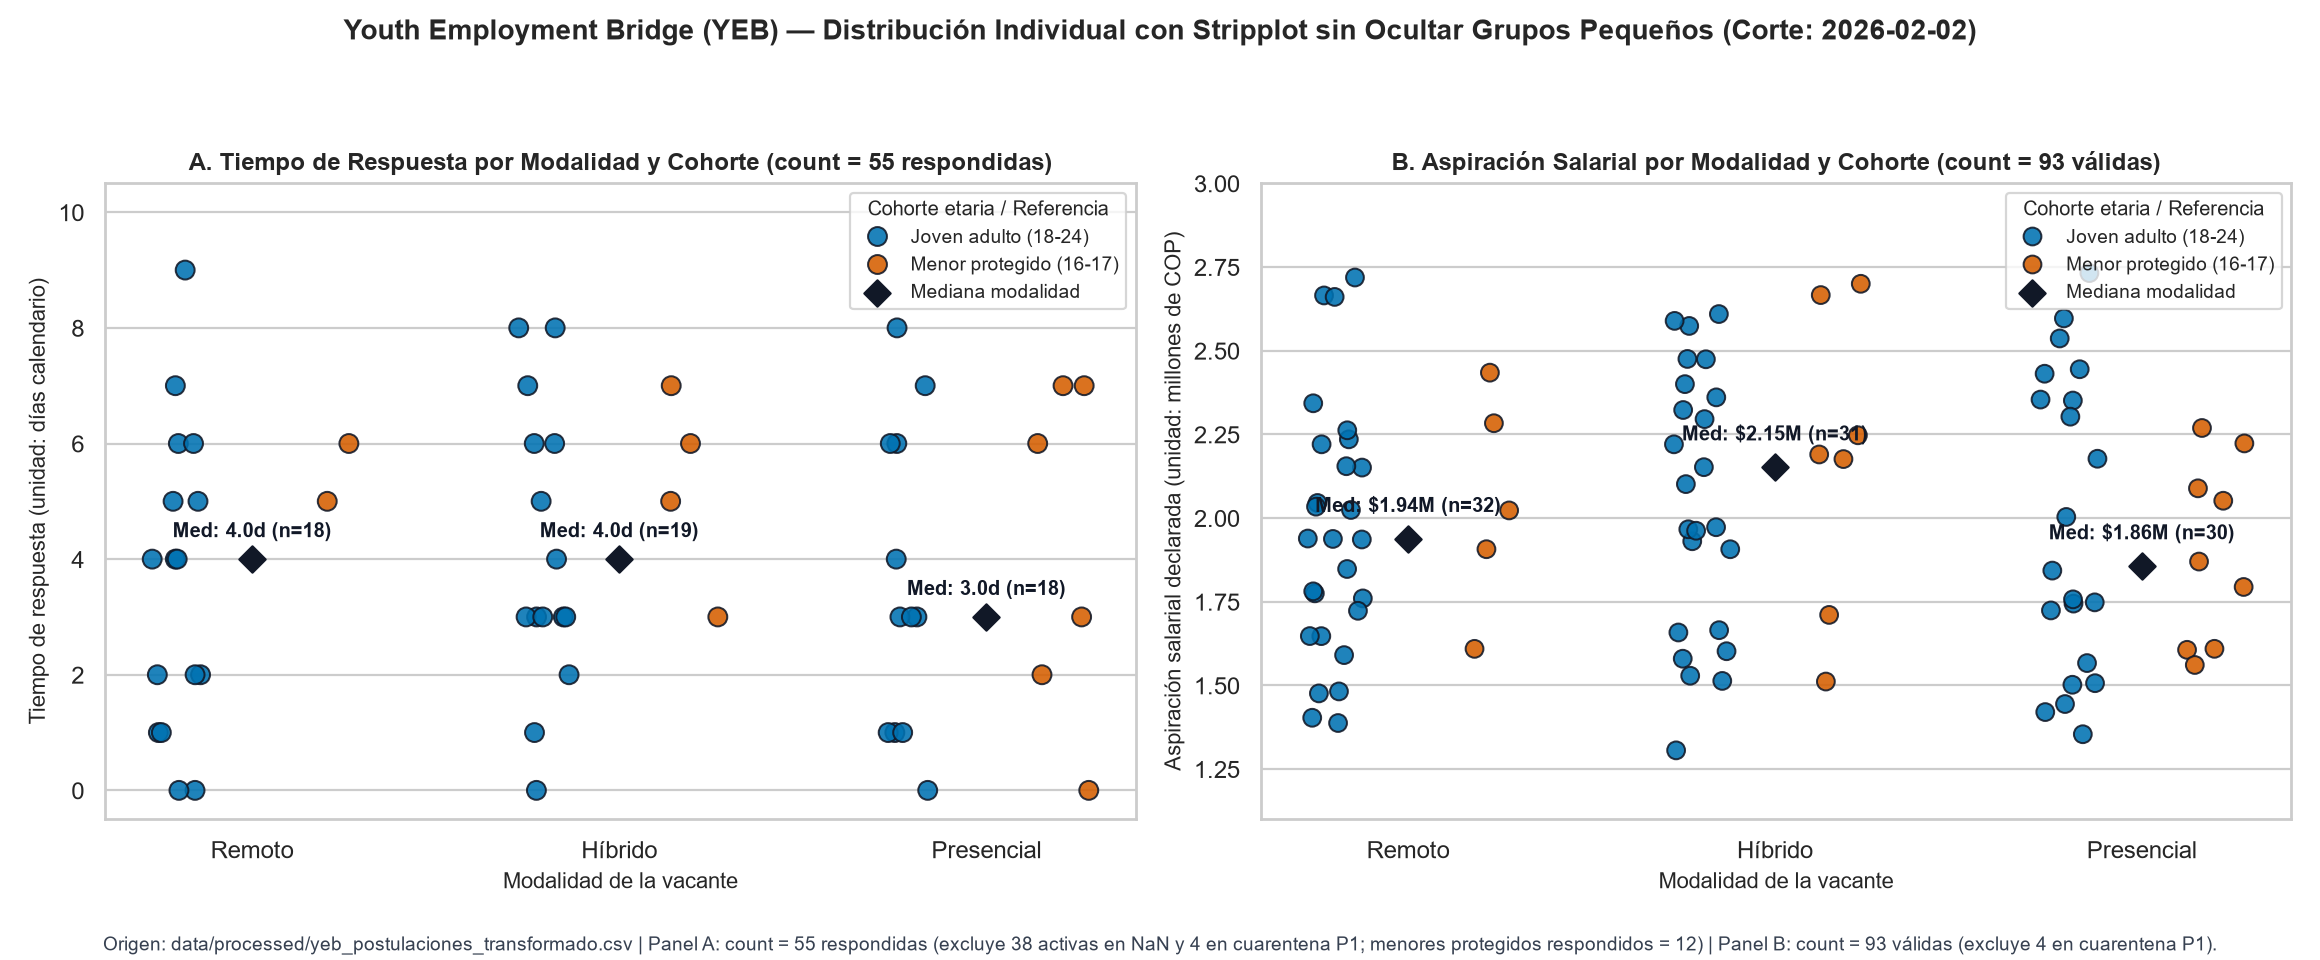 Youth Employment Bridge (YEB) — Distribución Individual con Stripplot sin Ocultar Grupos Pequeños (Corte: 2026-02-02)
A. Tiempo de Respuesta por Modalidad y Cohorte (count = 55 respondidas)
Tiempo de respuesta (unidad: días calendario)
10
8
6
4
2
0
Cohorte etaria / Referencia
Joven adulto (18-24)
Menor protegido (16-17)
Mediana modalidad
Med: 4.0d (n=18)
Med: 4.0d (n=19)
Med: 3.0d (n=18)
Remoto
Híbrido
Presencial
Modalidad de la vacante
B. Aspiración Salarial por Modalidad y Cohorte (count = 93 válidas)
Aspiración salarial declarada (unidad: millones de COP)
3.00
2.75
2.50
2.25
2.00
1.75
1.50
1.25
Cohorte etaria / Referencia
Joven adulto (18-24)
Menor protegido (16-17)
Mediana modalidad
Med: $1.94M (n=32)
Med: $2.15M (n=31)
Med: $1.86M (n=30)
Remoto
Híbrido
Presencial
Modalidad de la vacante
Origen: data/processed/yeb_postulaciones_transformado.csv | Panel A: count = 55 respondidas (excluye 38 activas en NaN y 4 en cuarentena P1; menores protegidos respondidos = 12) | Panel B: count = 93 válidas (excluye 4 en cuarentena P1).